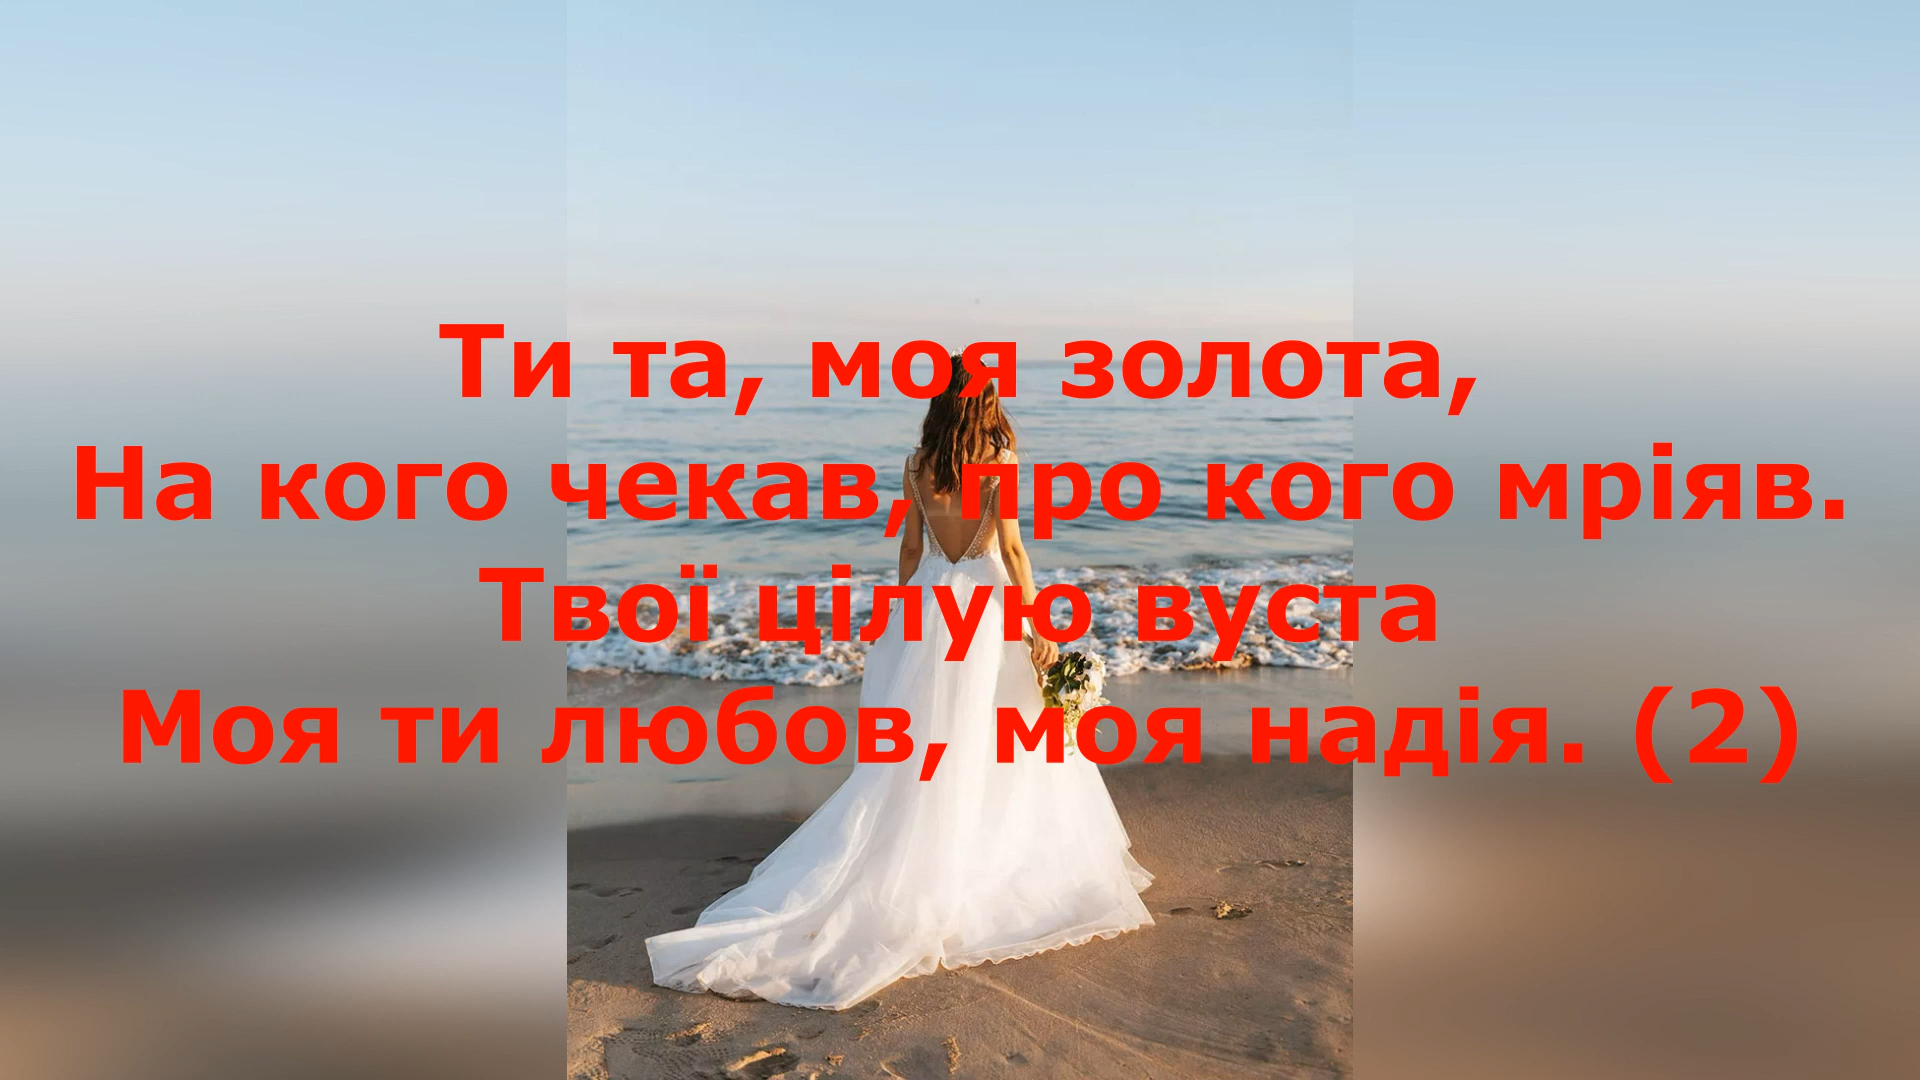 Ти та, моя золота,
На кого чекав, про кого мріяв.
Твої цілую вуста
Моя ти любов, моя надія. (2)